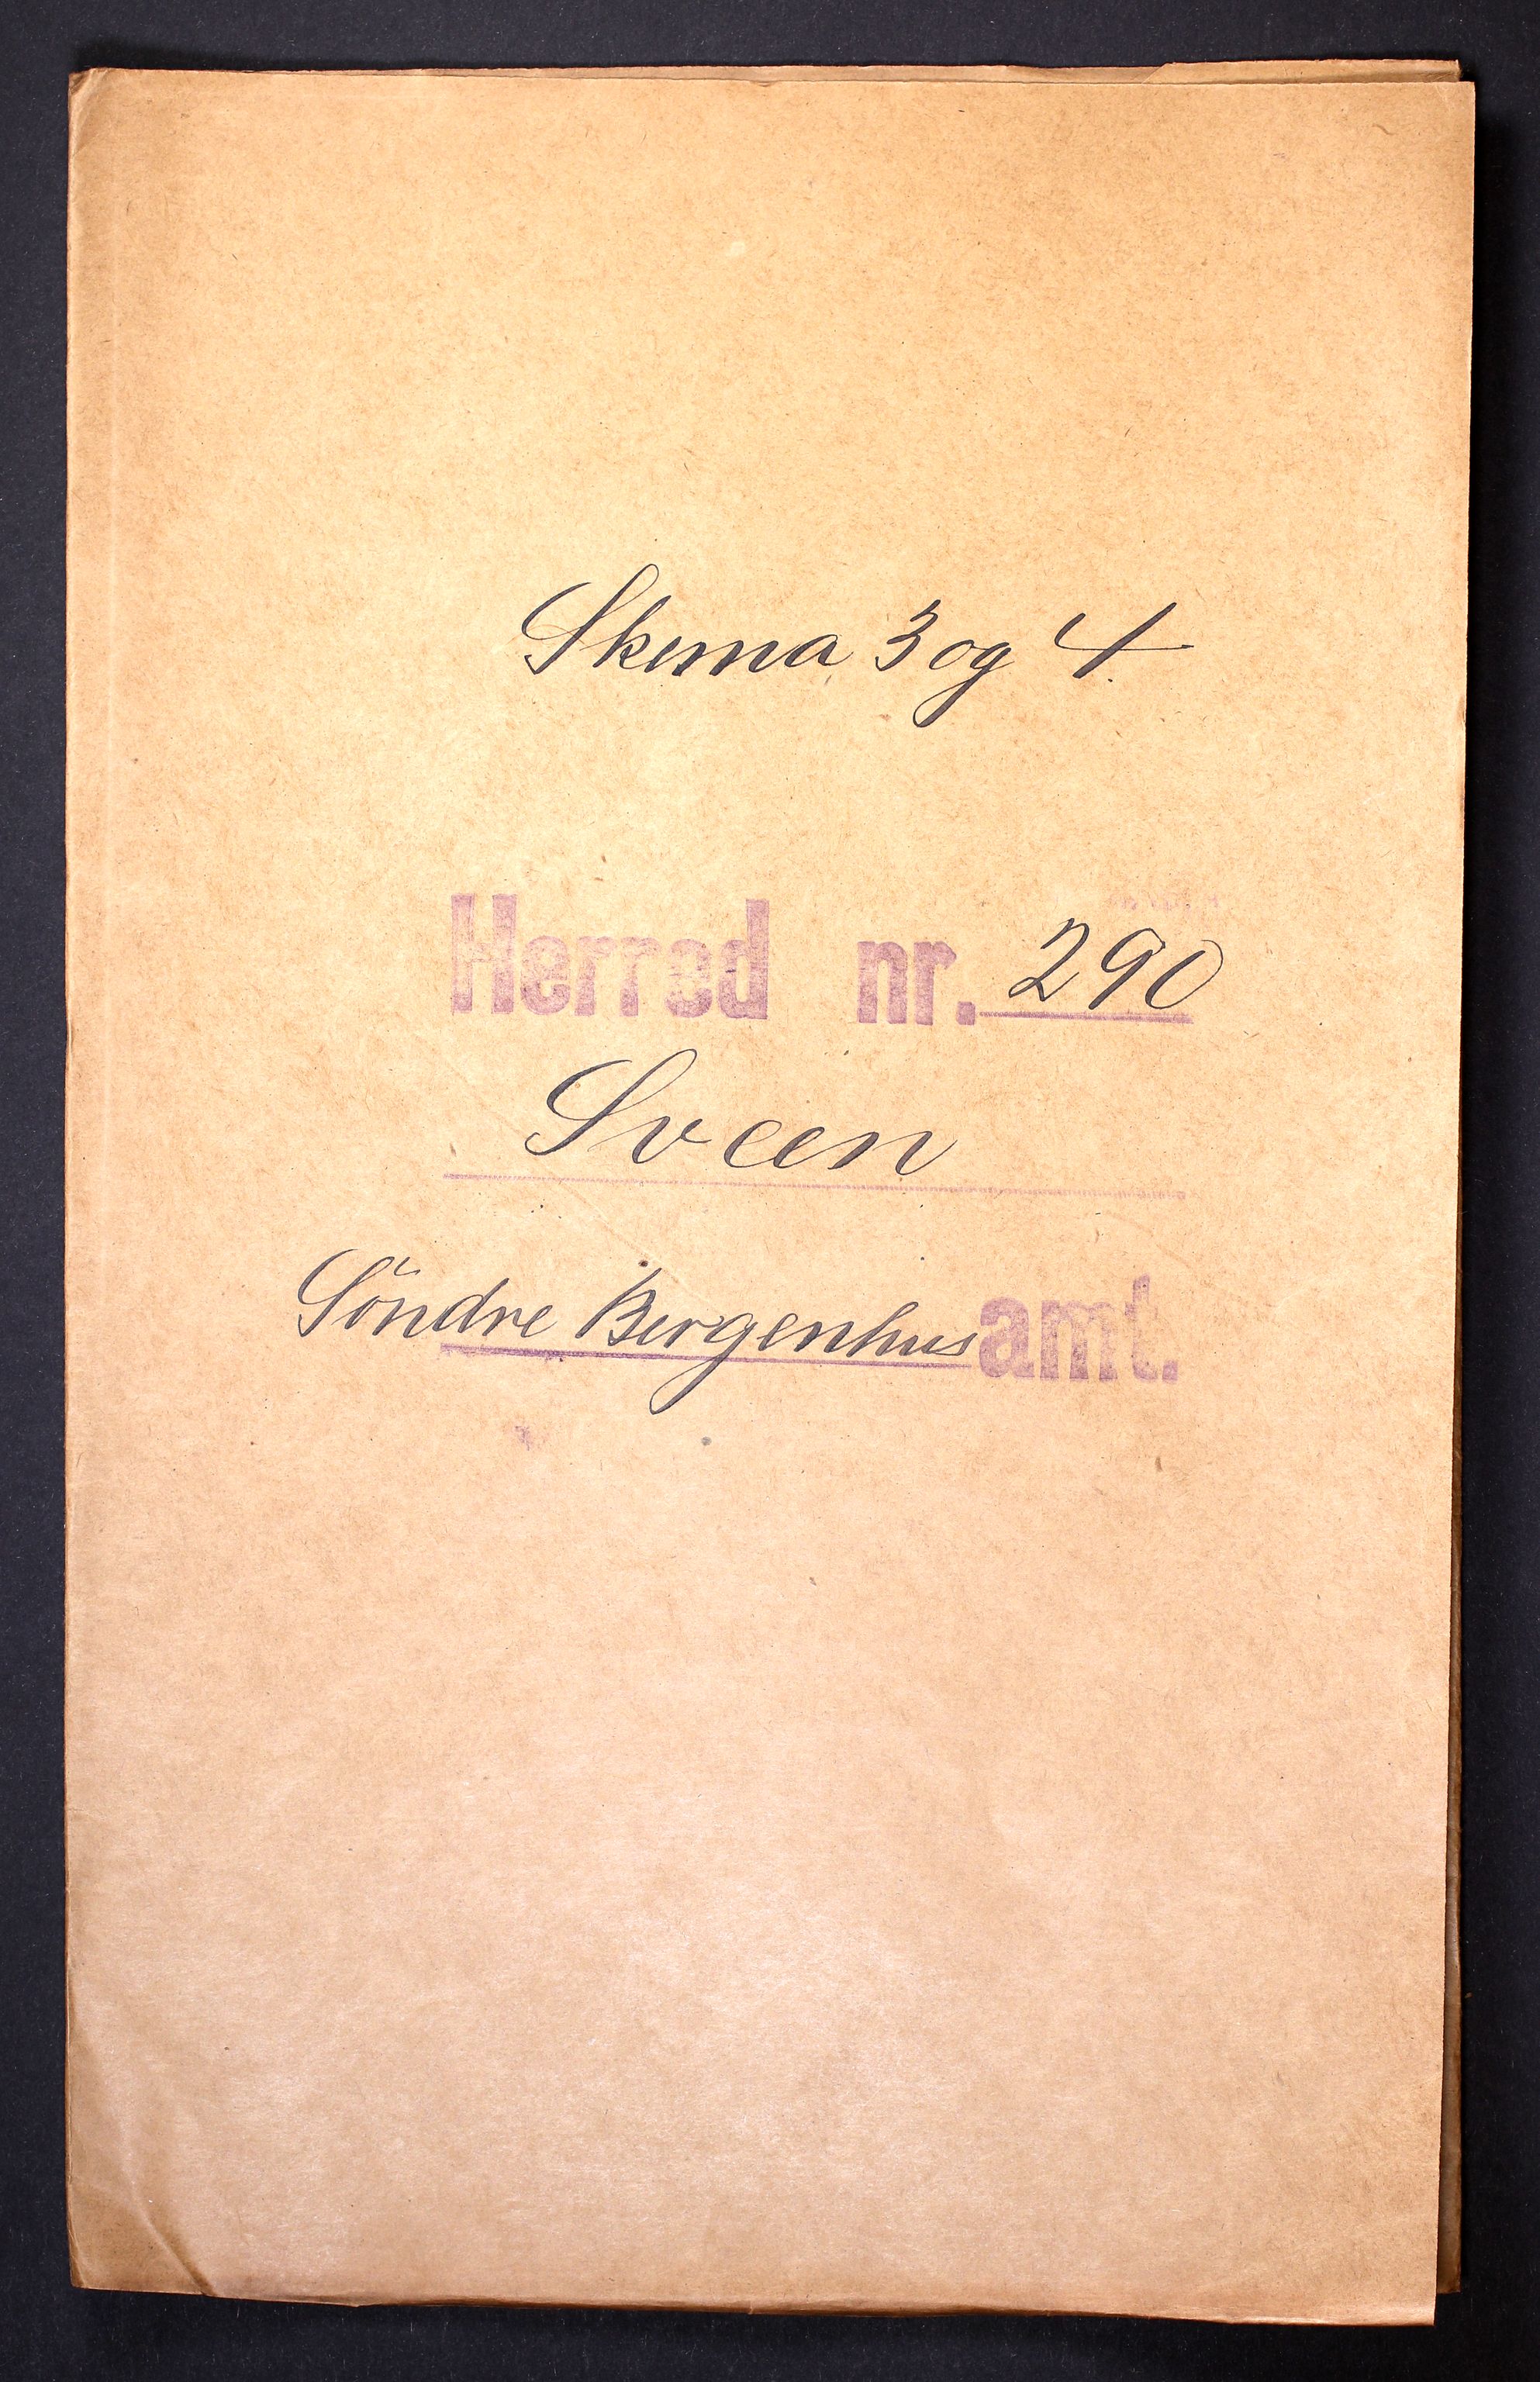 Skema 3 og 4.
Herred nr. 290
Sveen
Söndre Bergenhus amt.